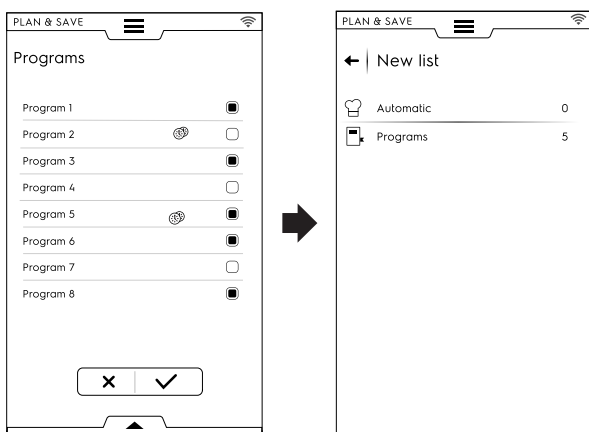 PLAN & SAVE
Programs
Program 1
Program 2
Program 3
Program 4
Program 5
Program 6
Program 7
Program 8
PLAN & SAVE
New list
Automatic 0
Programs 5